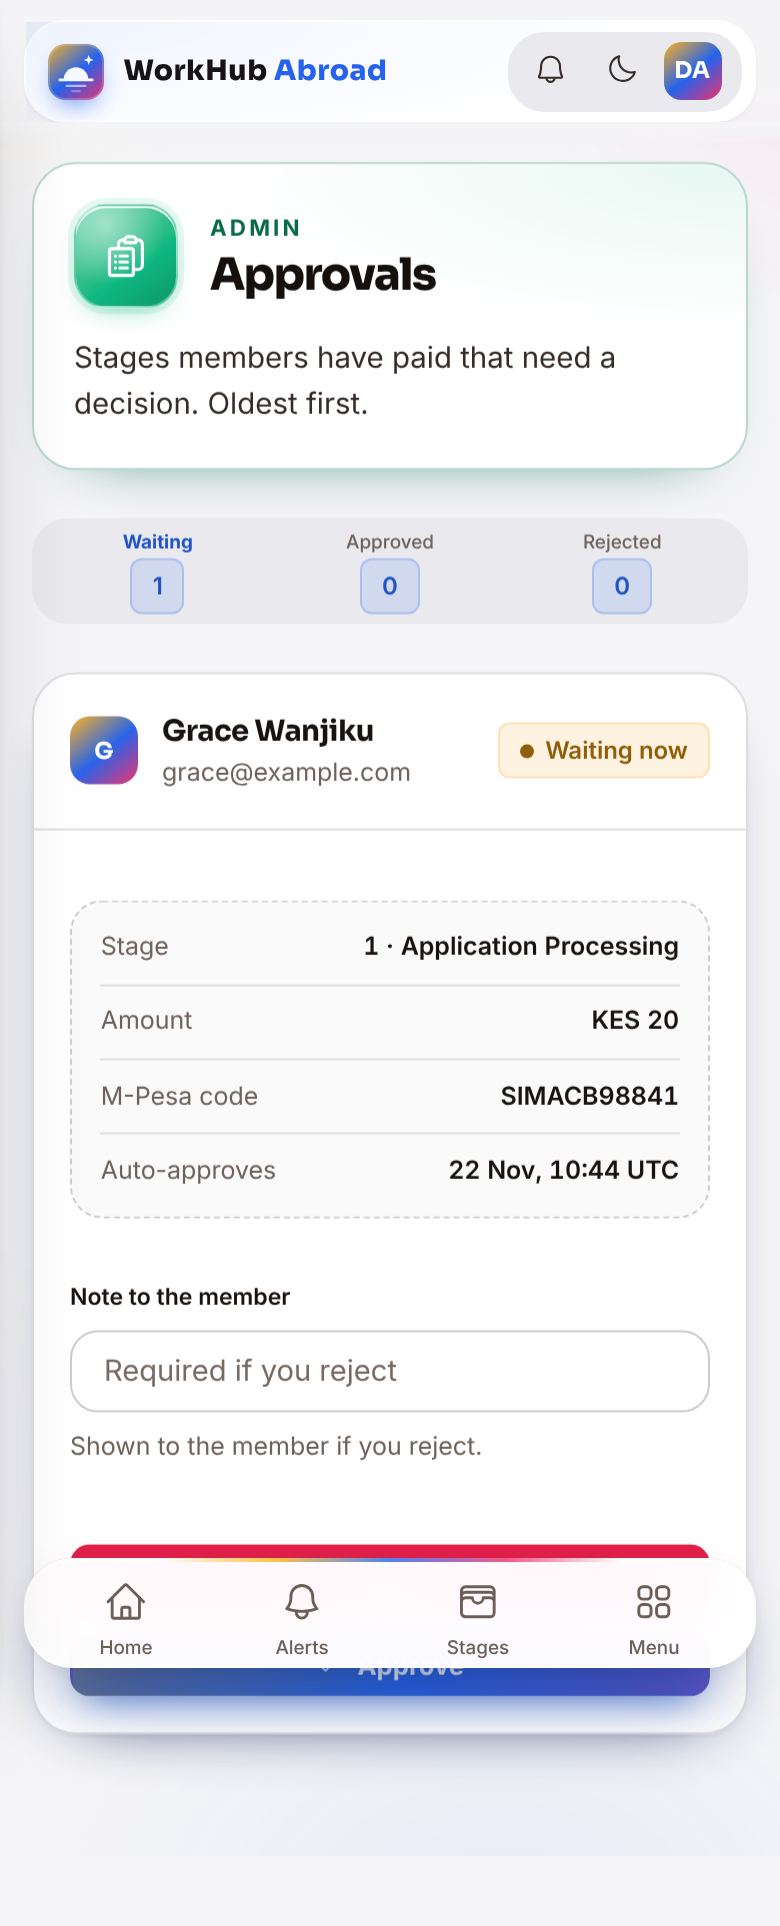 WorkHub Abroad
DA
ADMIN
Approvals
Stages members have paid that need a
decision. Oldest first.
Waiting
Approved
Rejected
1
0
0
G
Grace Wanjiku
grace@example.com
Waiting now
Stage
1 · Application Processing
Amount
KES 20
M-Pesa code
SIMACB98841
Auto-approves
22 Nov, 10:44 UTC
Note to the member
Required if you reject
Shown to the member if you reject.
Home
Alerts
Stages
Menu
Approve